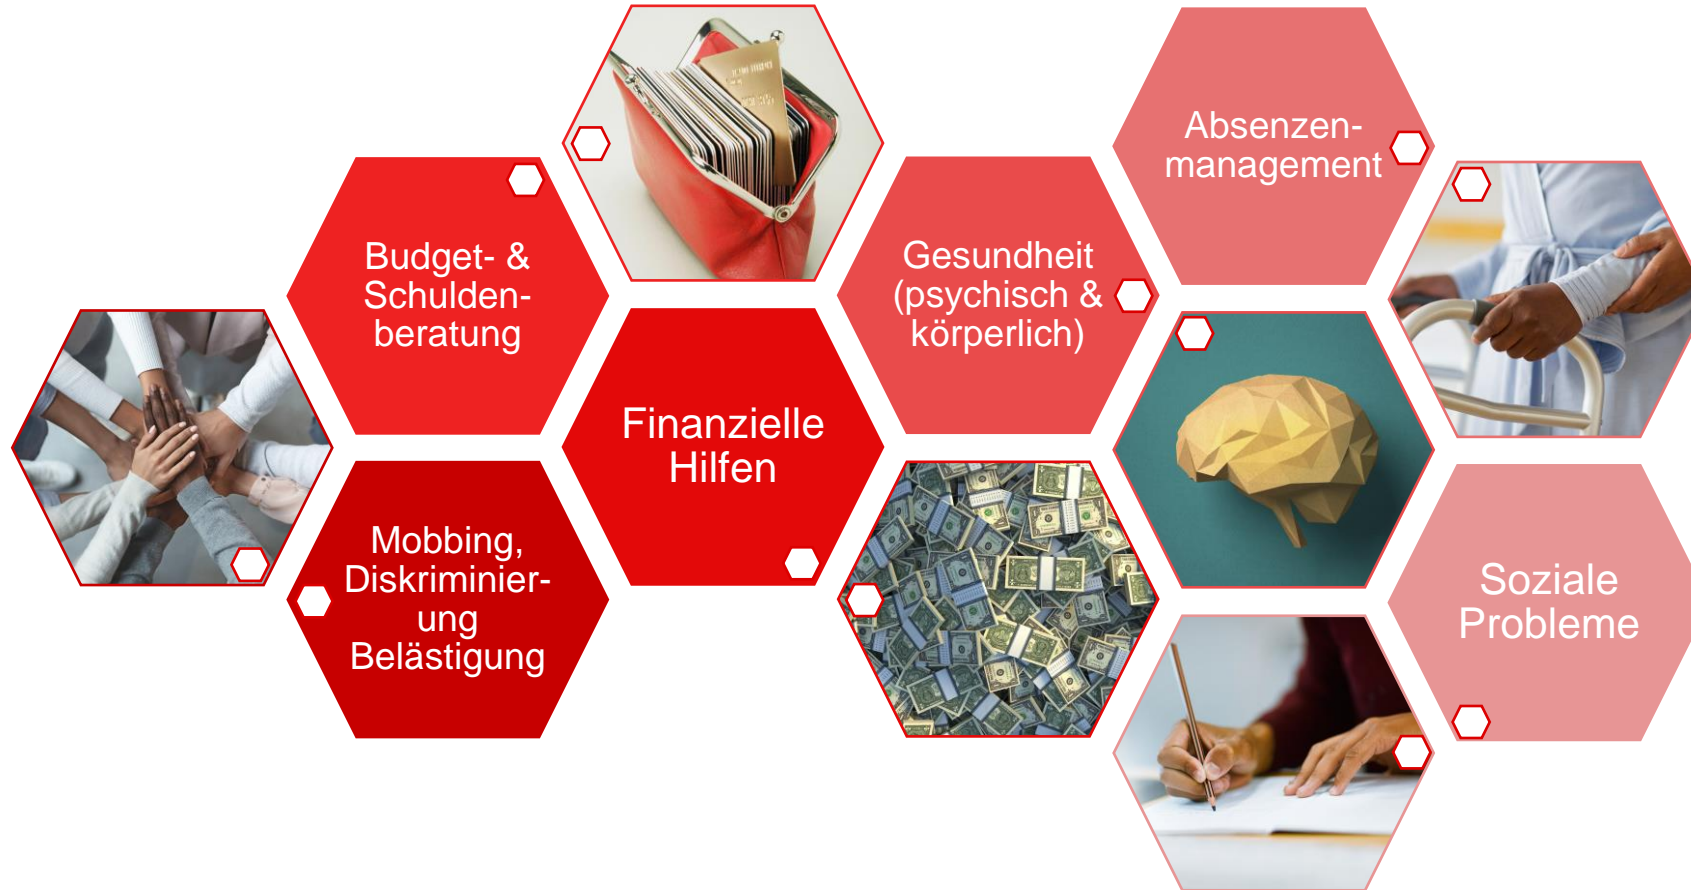 Budget- &
Schulden-
beratung
Mobbing,
Diskriminier-
ung
Belästigung
Finanzielle
Hilfen
Gesundheit
(psychisch &
körperlich)
Absenzen-
management
Soziale
Probleme